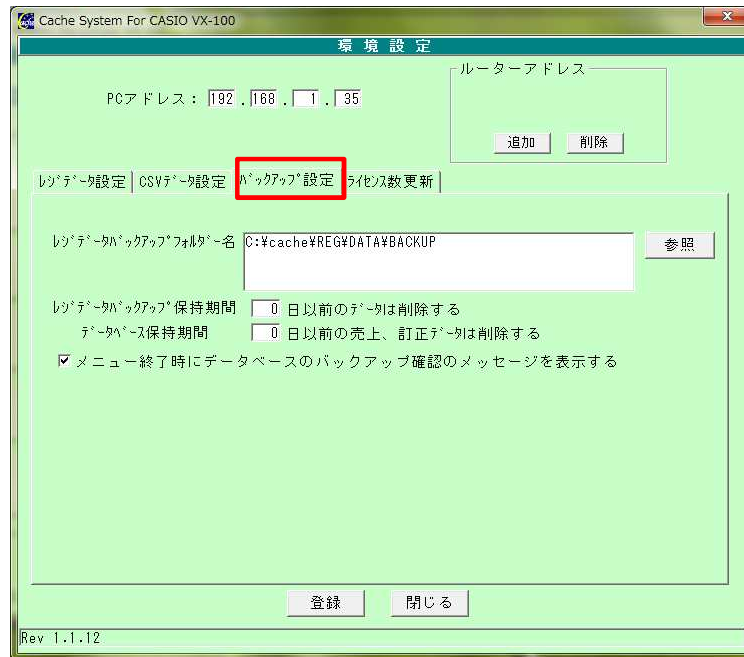 Cache System For CASIO VX-100
環境設定
ルーターアドレス
PCアドレス： 192 . 168 . 1 . 35
追加 削除
ﾚｼﾞﾃﾞｰﾀ設定 CSVﾃﾞｰﾀ設定 ﾊﾞｯｸｱｯﾌﾟ設定 ﾗｲｾﾝｽ数更新
ﾚｼﾞﾃﾞｰﾀﾊﾞｯｸｱｯﾌﾟﾌｫﾙﾀﾞｰ名 C:¥cache¥REG¥DATA¥BACKUP 参照
ﾚｼﾞﾃﾞｰﾀﾊﾞｯｸｱｯﾌﾟ保持期間 0 日以前のﾃﾞｰﾀは削除する
ﾃﾞｰﾀﾍﾞｰｽ保持期間 0 日以前の売上、訂正ﾃﾞｰﾀは削除する
メニュー終了時にデータベースのバックアップ確認のメッセージを表示する
登録 閉じる
Rev 1.1.12